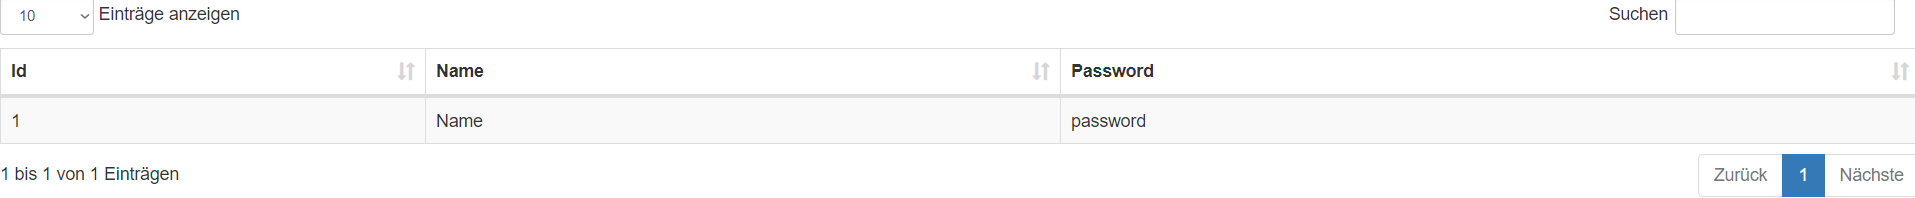 10 Einträge anzeigen Suchen
Id Name Password
1 Name password
1 bis 1 von 1 Einträgen Zurück 1 Nächste